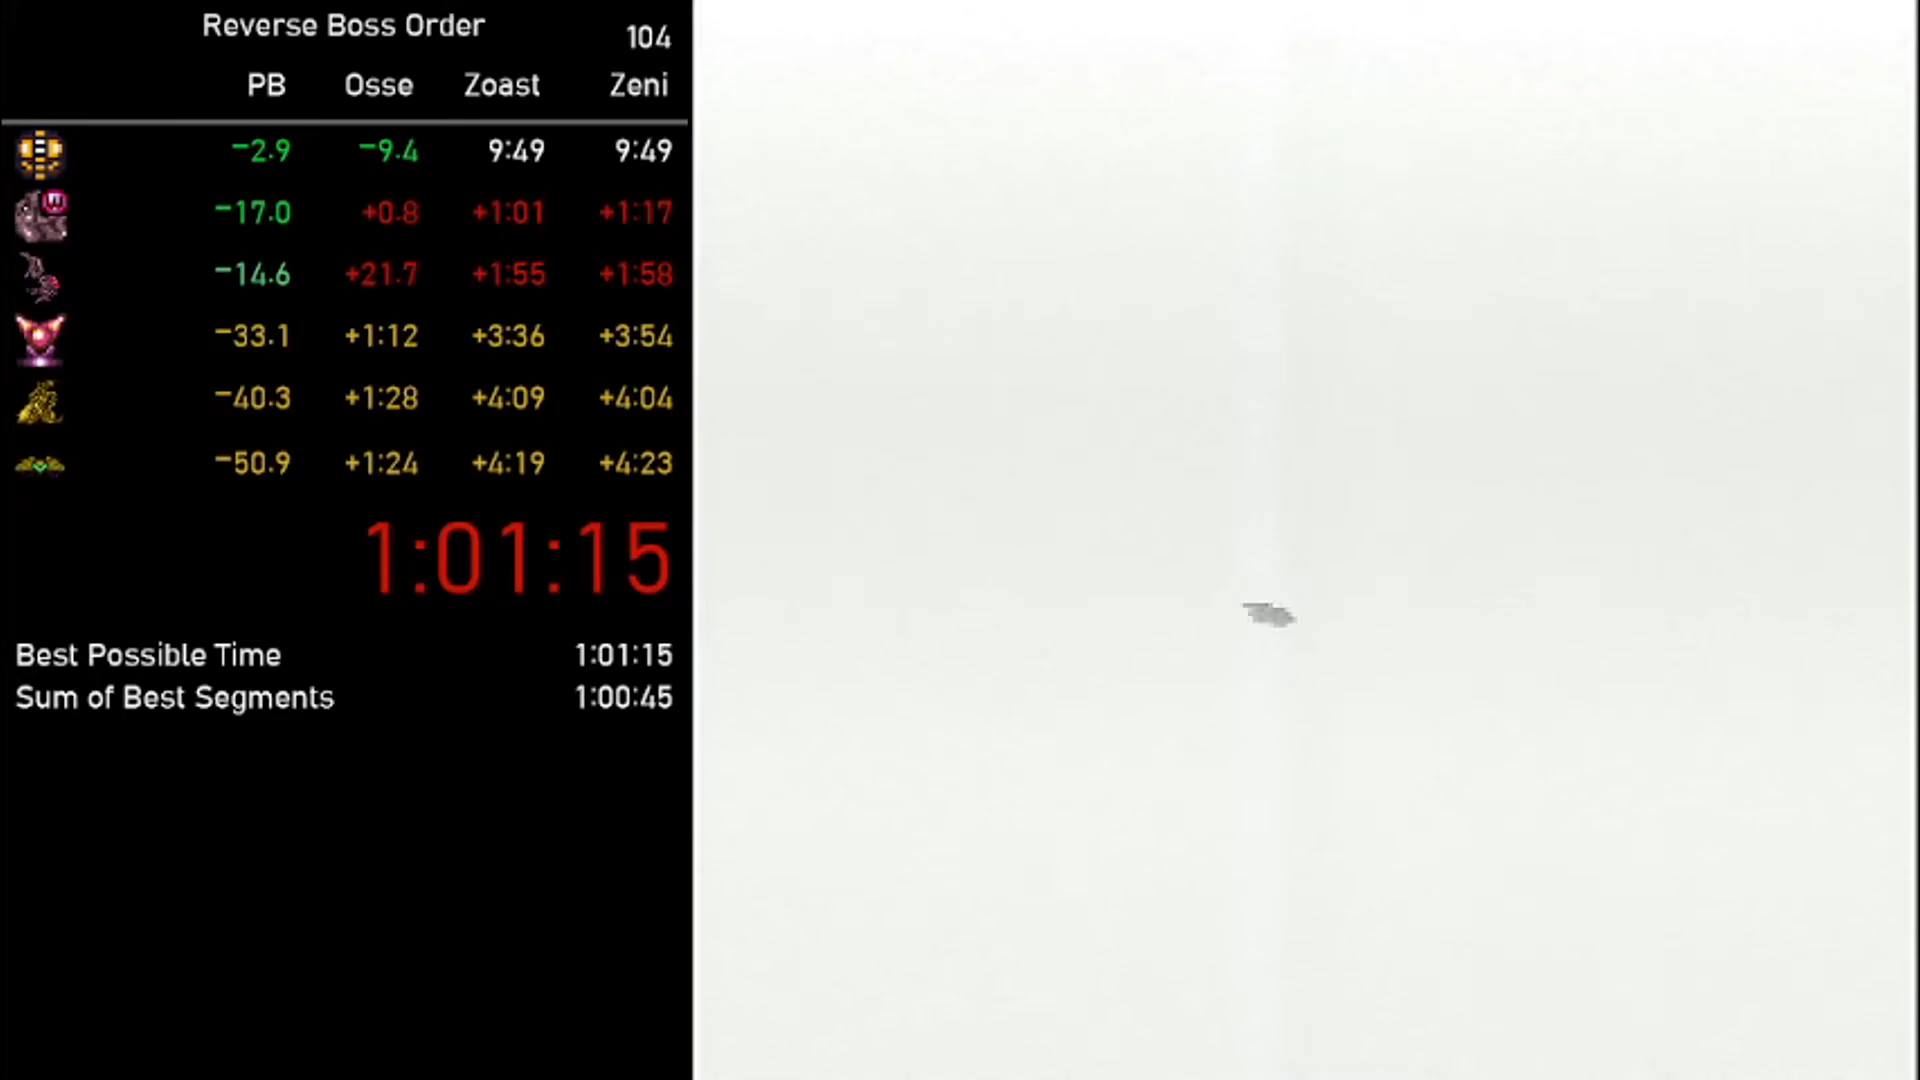 Reverse Boss Order 104
PB Osse Zoast Zeni
−2.9 −9.4 9:49 9:49
−17.0 +0.8 +1:01 +1:17
−14.6 +21.7 +1:55 +1:58
−33.1 +1:12 +3:36 +3:54
−40.3 +1:28 +4:09 +4:04
−50.9 +1:24 +4:19 +4:23
1:01:15
Best Possible Time 1:01:15
Sum of Best Segments 1:00:45